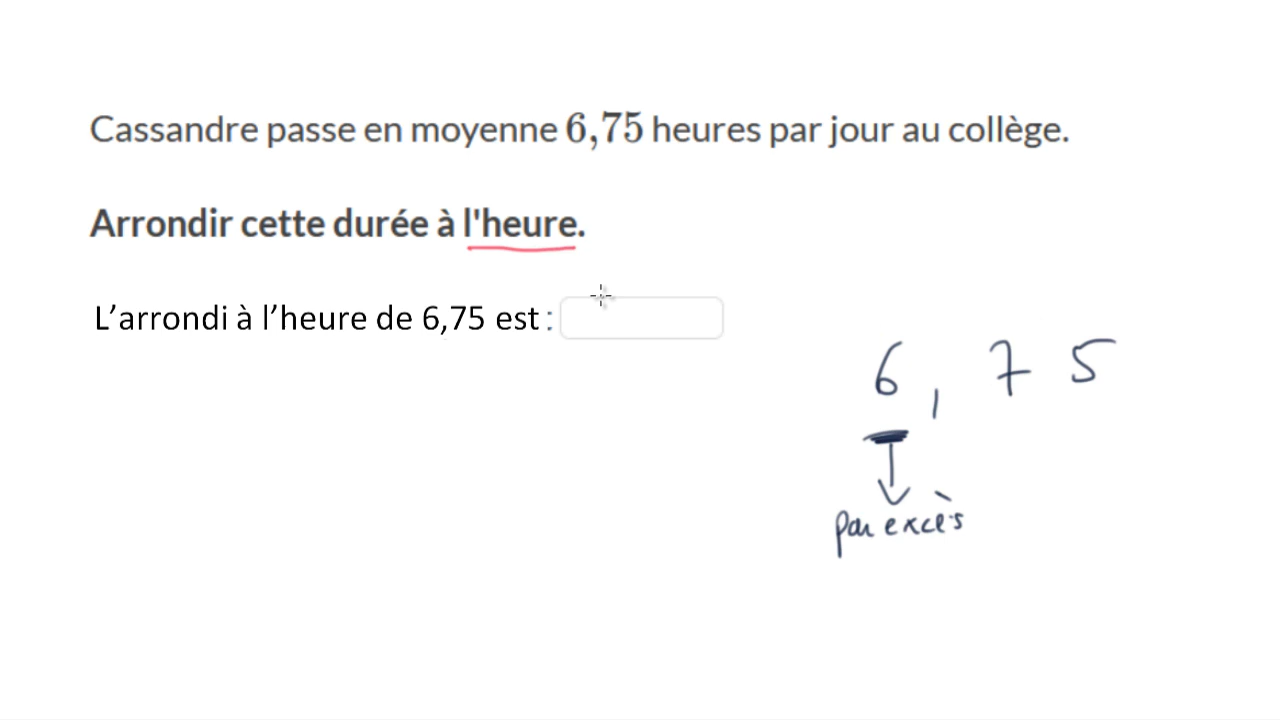 Cassandre passe en moyenne 6,75 heures par jour au collège.
Arrondir cette durée à l'heure.
L’arrondi à l’heure de 6,75 est :
6,75
par excès